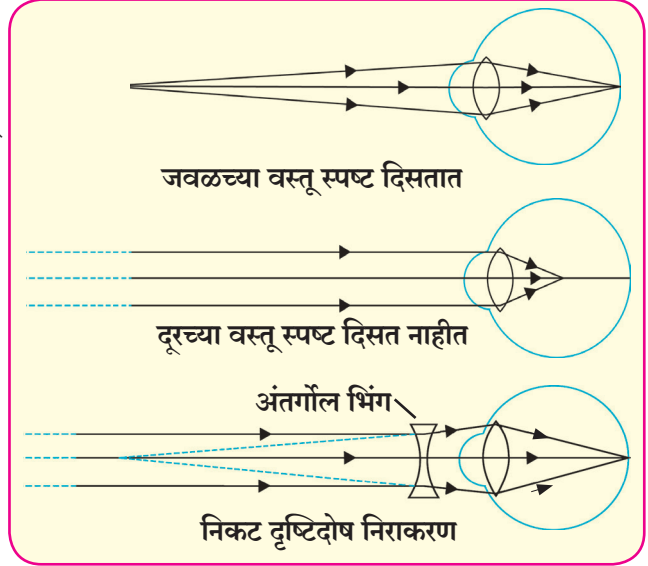 जवळच्या वस्तू स्पष्ट दिसतात
दूरच्या वस्तू स्पष्ट दिसत नाहीत
अंतर्गोल भिंग
निकट दृष्टिदोष निराकरण